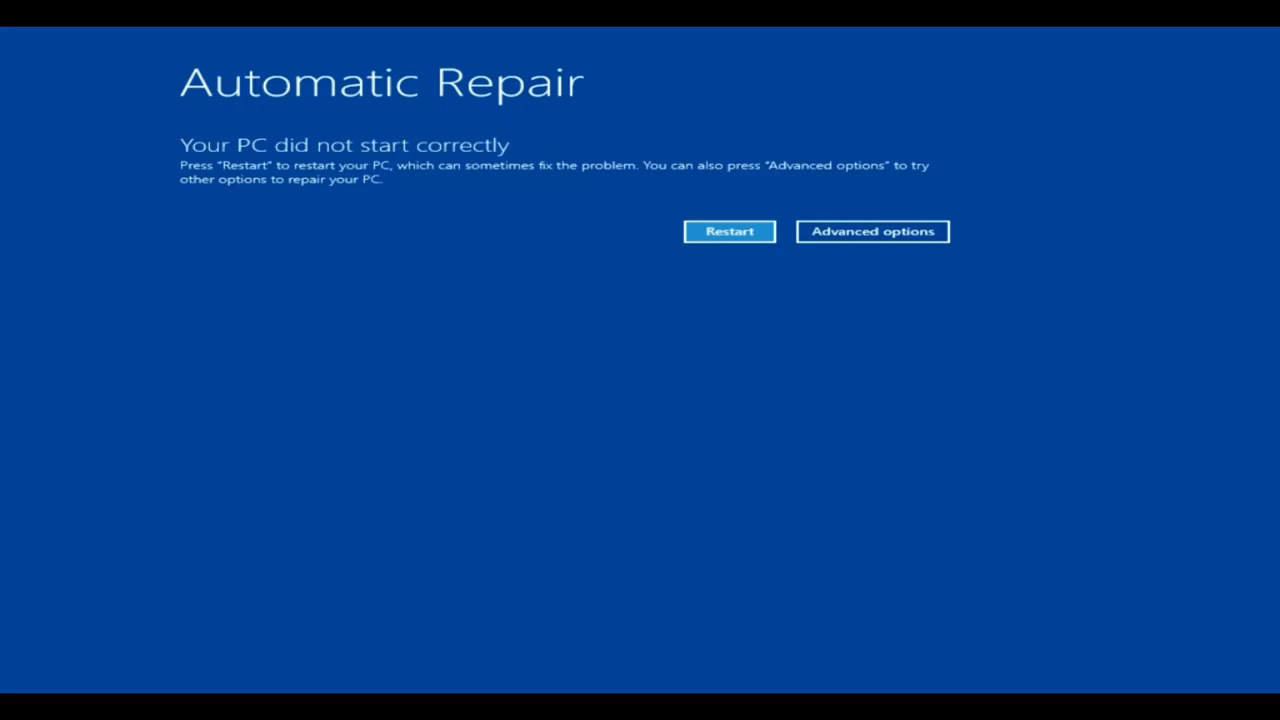 Automatic Repair
Your PC did not start correctly
Press “Restart” to restart your PC, which can sometimes fix the problem. You can also press “Advanced options” to try
other options to repair your PC.
Restart
Advanced options